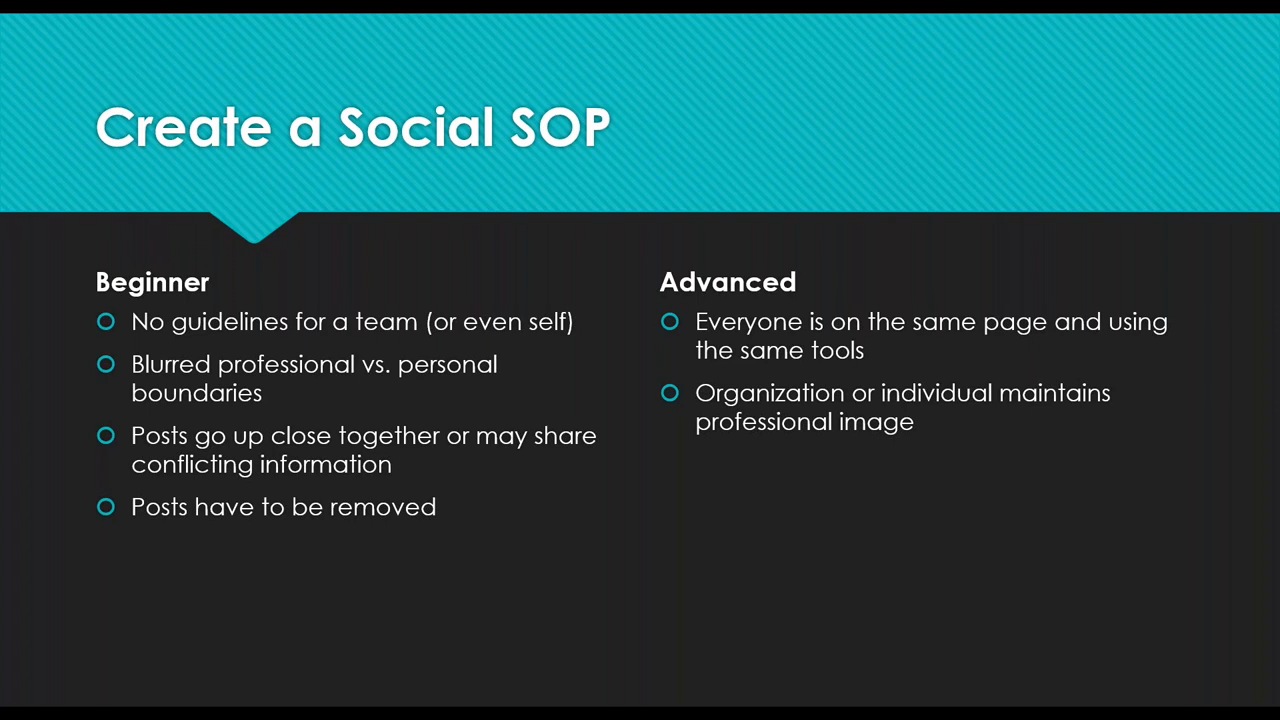 Create a Social SOP
Beginner
No guidelines for a team (or even self)
Blurred professional vs. personal
boundaries
Posts go up close together or may share
conflicting information
Posts have to be removed
Advanced
Everyone is on the same page and using
the same tools
Organization or individual maintains
professional image